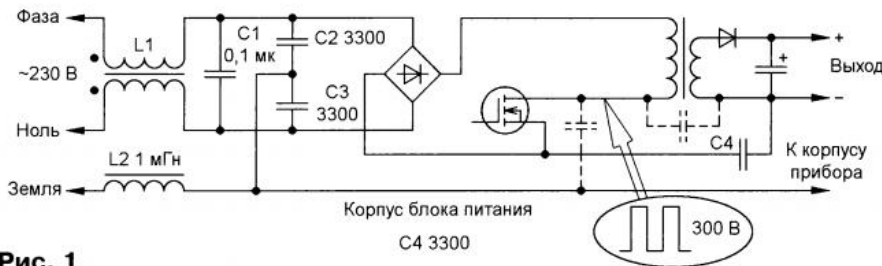 Фаза
L1
C1
0,1 мк
C2 3300
C3
3300
~230 В
Ноль
L2 1 мГн
Земля
+
+
Выход
−
C4
К корпусу
прибора
Корпус блока питания
C4 3300
300 В
Рис. 1